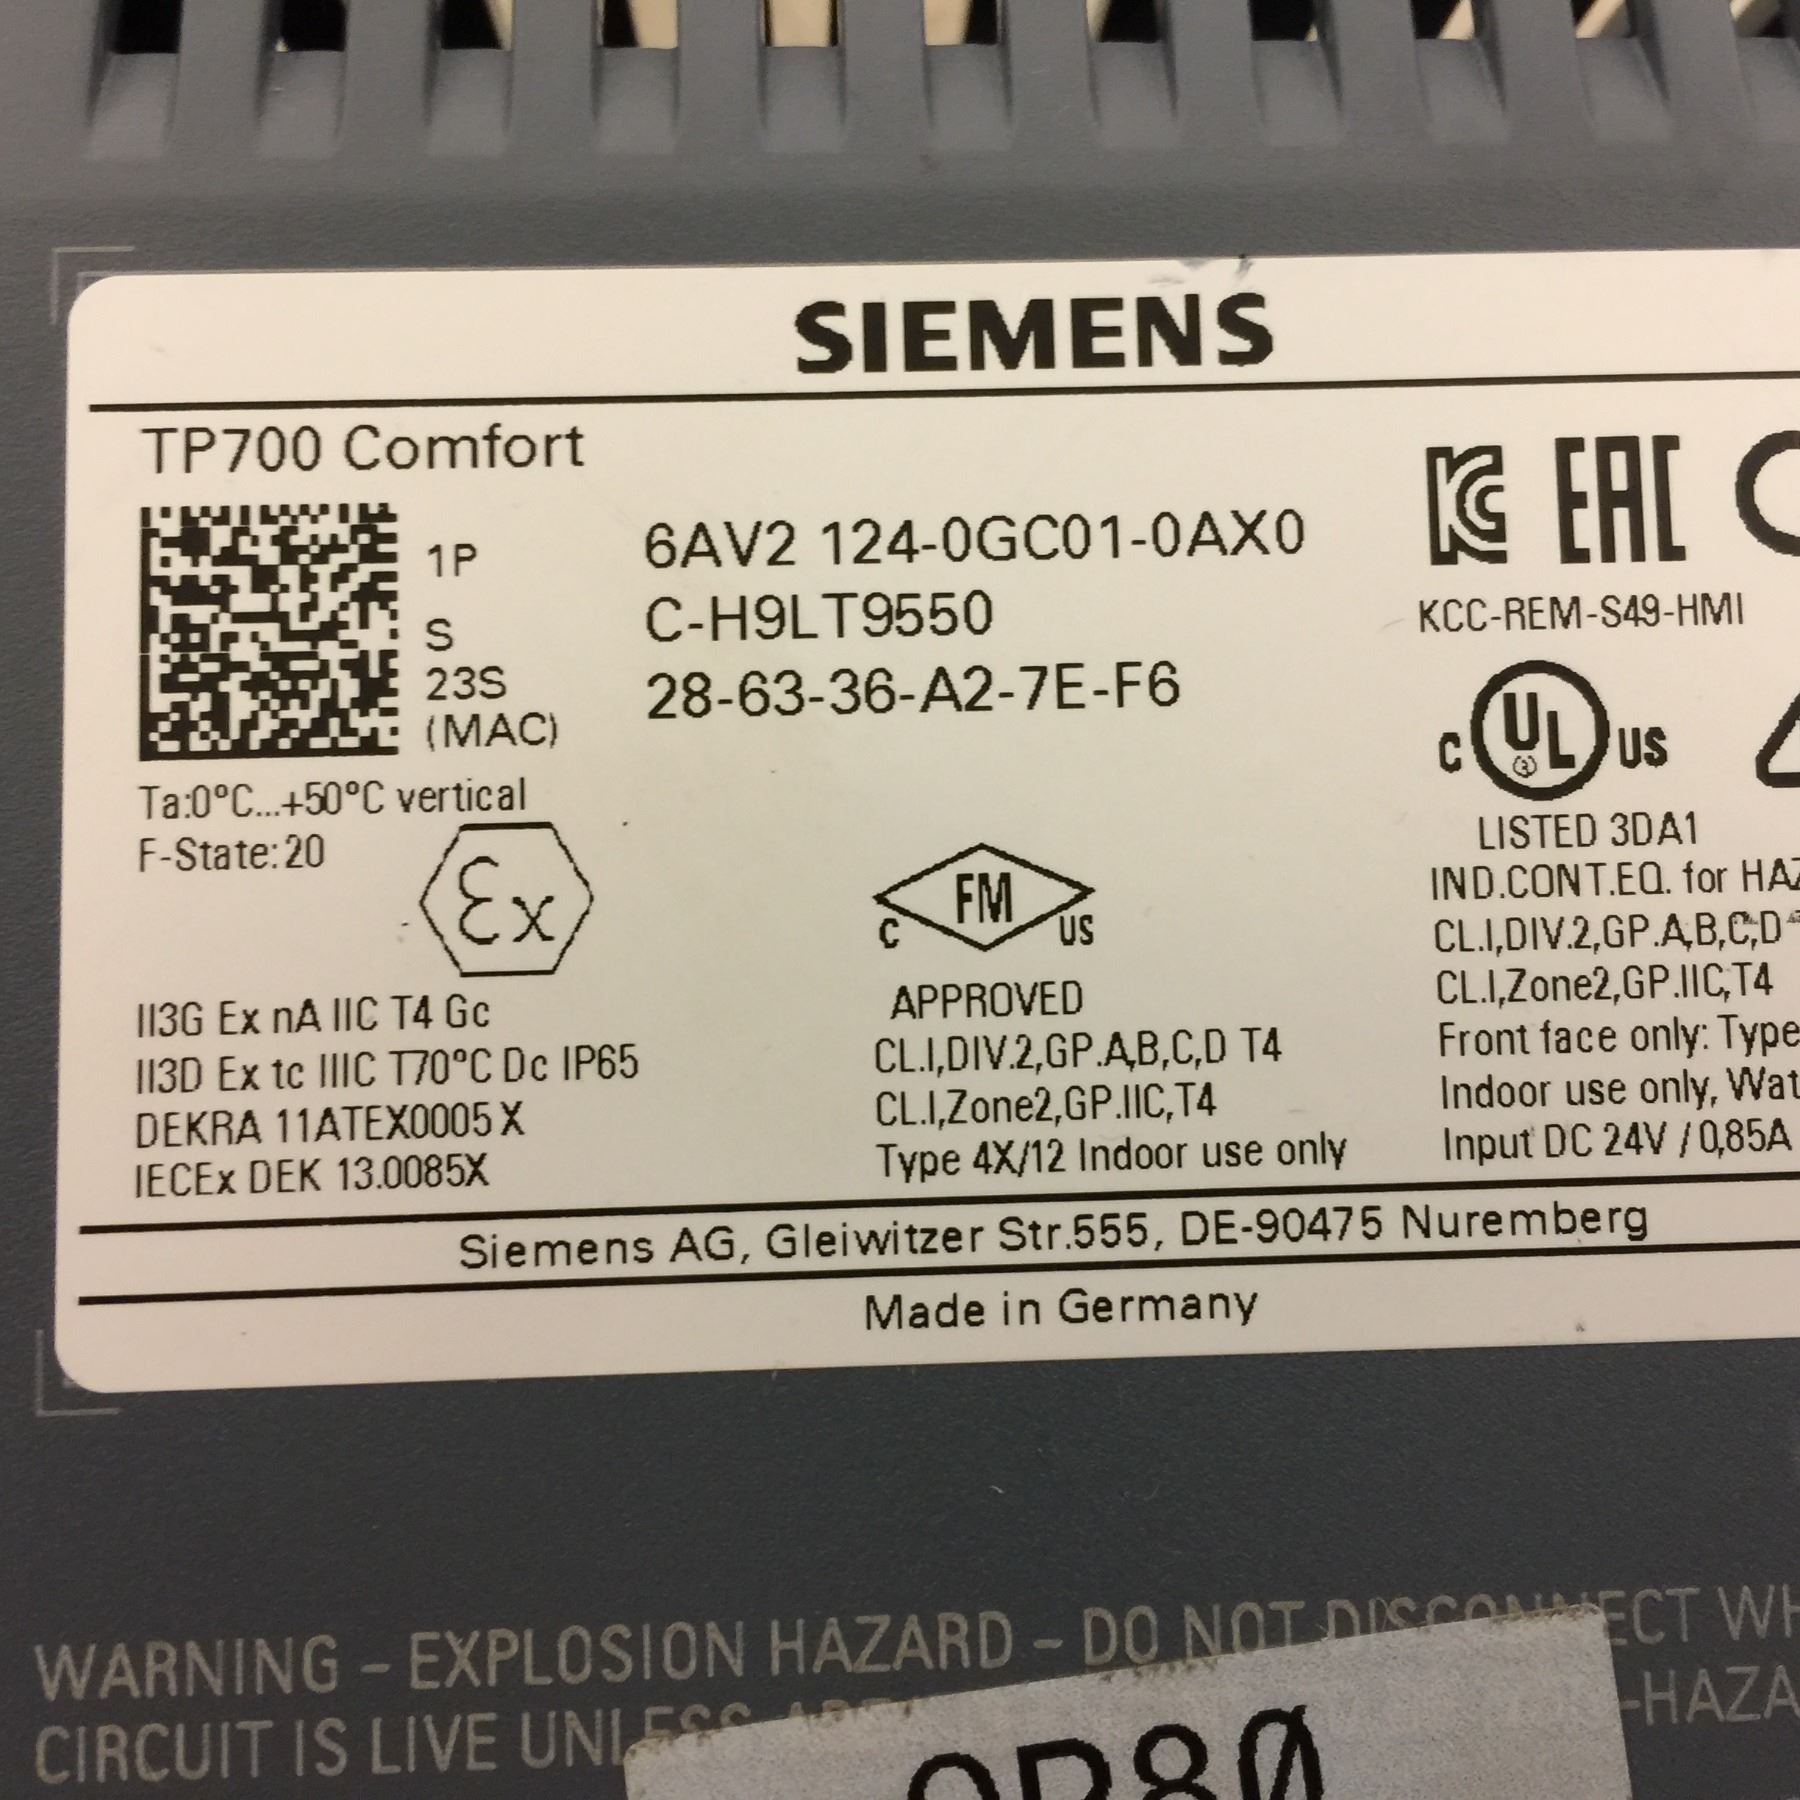 SIEMENS
TP700 Comfort
1P 6AV2 124-0GC01-0AX0
S C-H9LT9550
23S 28-63-36-A2-7E-F6
(MAC)
Ta:0°C...+50°C vertical
F-State:20
Ex
II3G Ex nA IIC T4 Gc
II3D Ex tc IIIC T70°C Dc IP65
DEKRA 11ATEX0005 X
IECEx DEK 13.0085X
C FM US
APPROVED
CL.I,DIV.2,GP.A,B,C,D T4
CL.I,Zone2,GP.IIC,T4
Type 4X/12 Indoor use only
KC EAC
KCC-REM-S49-HMI
C UL US
LISTED 3DA1
IND.CONT.EQ. for
CL.I,DIV.2,GP.A,B,C,D
CL.I,Zone2,GP.IIC,T4
Front face only: Type
Indoor use only,
Input DC 24V / 0,85A
Siemens AG, Gleiwitzer Str.555, DE-90475 Nuremberg
Made in Germany
WARNING – EXPLOSION HAZARD – DO NOT DISCONNECT
CIRCUIT IS LIVE UNLESS